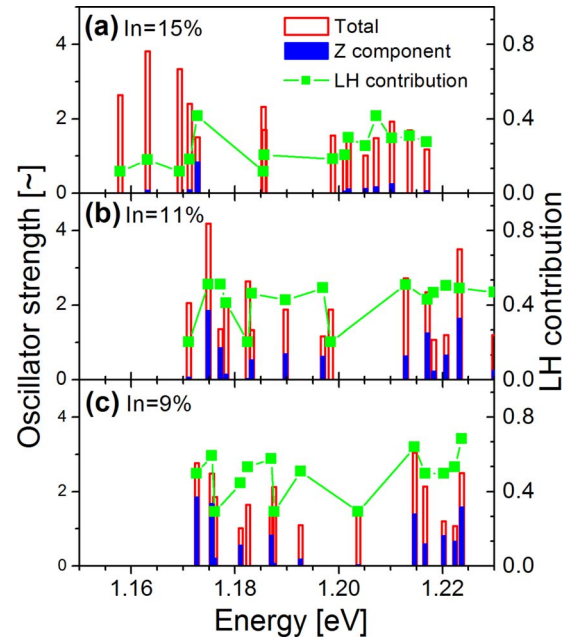 (a) In=15%
Total
Z component
LH contribution
4
2
0
0.8
0.4
0.0
(b) In=11%
4
2
0
0.8
0.4
0.0
(c) In=9%
4
2
0
0.8
0.4
0.0
Oscillator strength [~]
LH contribution
1.16 1.18 1.20 1.22
Energy [eV]